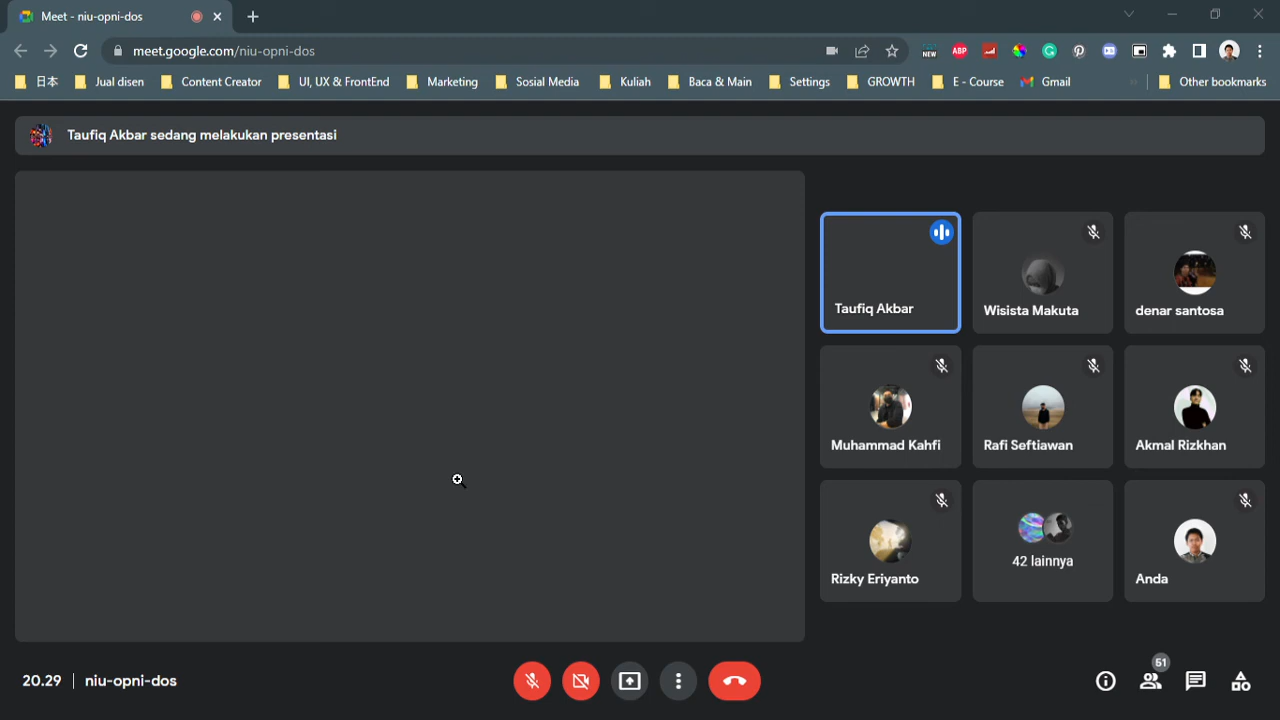 Meet - niu-opni-dos
meet.google.com/niu-opni-dos
NEW
ABP
日本
Jual disen
Content Creator
UI, UX & FrontEnd
Marketing
Sosial Media
Kuliah
Baca & Main
Settings
GROWTH
E - Course
Gmail
Other bookmarks
Taufiq Akbar sedang melakukan presentasi
Taufiq Akbar
Wisista Makuta
denar santosa
Muhammad Kahfi
Rafi Seftiawan
Akmal Rizkhan
Rizky Eriyanto
42 lainnya
Anda
20.29 | niu-opni-dos
51